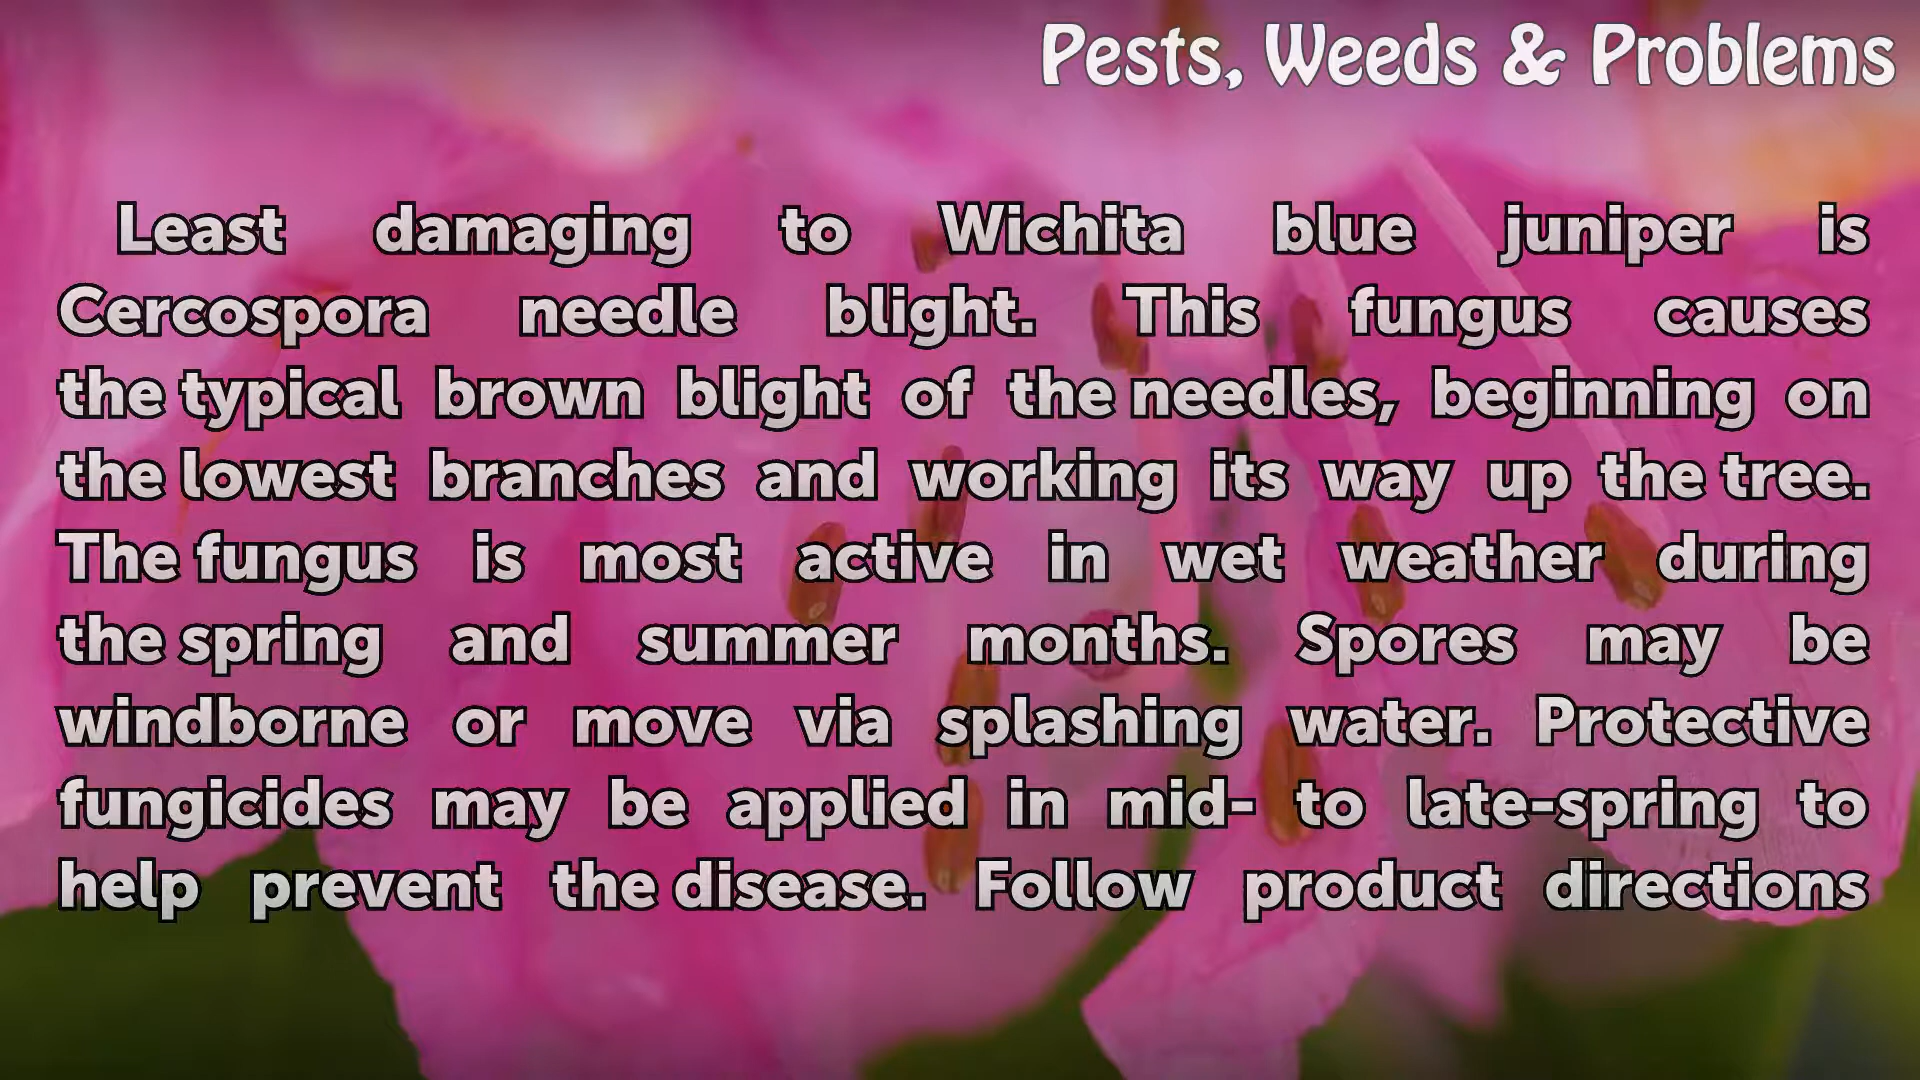 Pests, Weeds & Problems
Least damaging to Wichita blue juniper is
Cercospora needle blight. This fungus causes
the typical brown blight of the needles, beginning on
the lowest branches and working its way up the tree.
The fungus is most active in wet weather during
the spring and summer months. Spores may be
windborne or move via splashing water. Protective
fungicides may be applied in mid- to late-spring to
help prevent the disease. Follow product directions